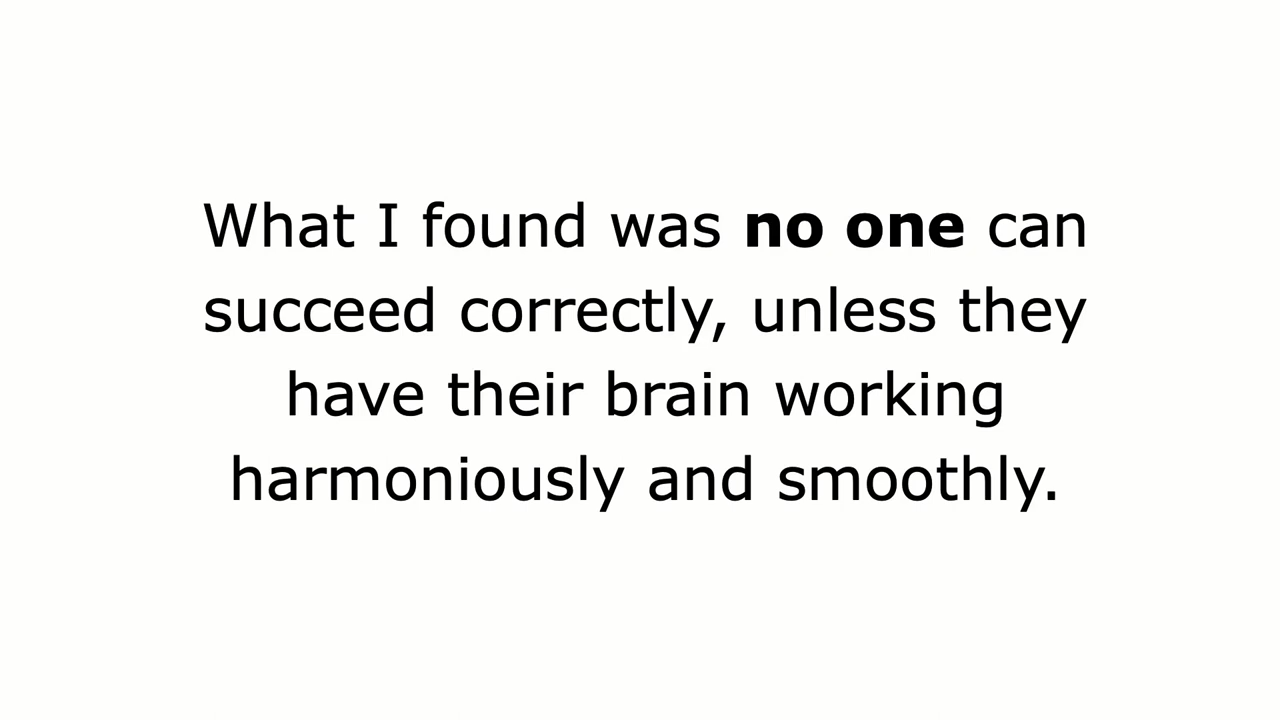 What I found was no one can
succeed correctly, unless they
have their brain working
harmoniously and smoothly.